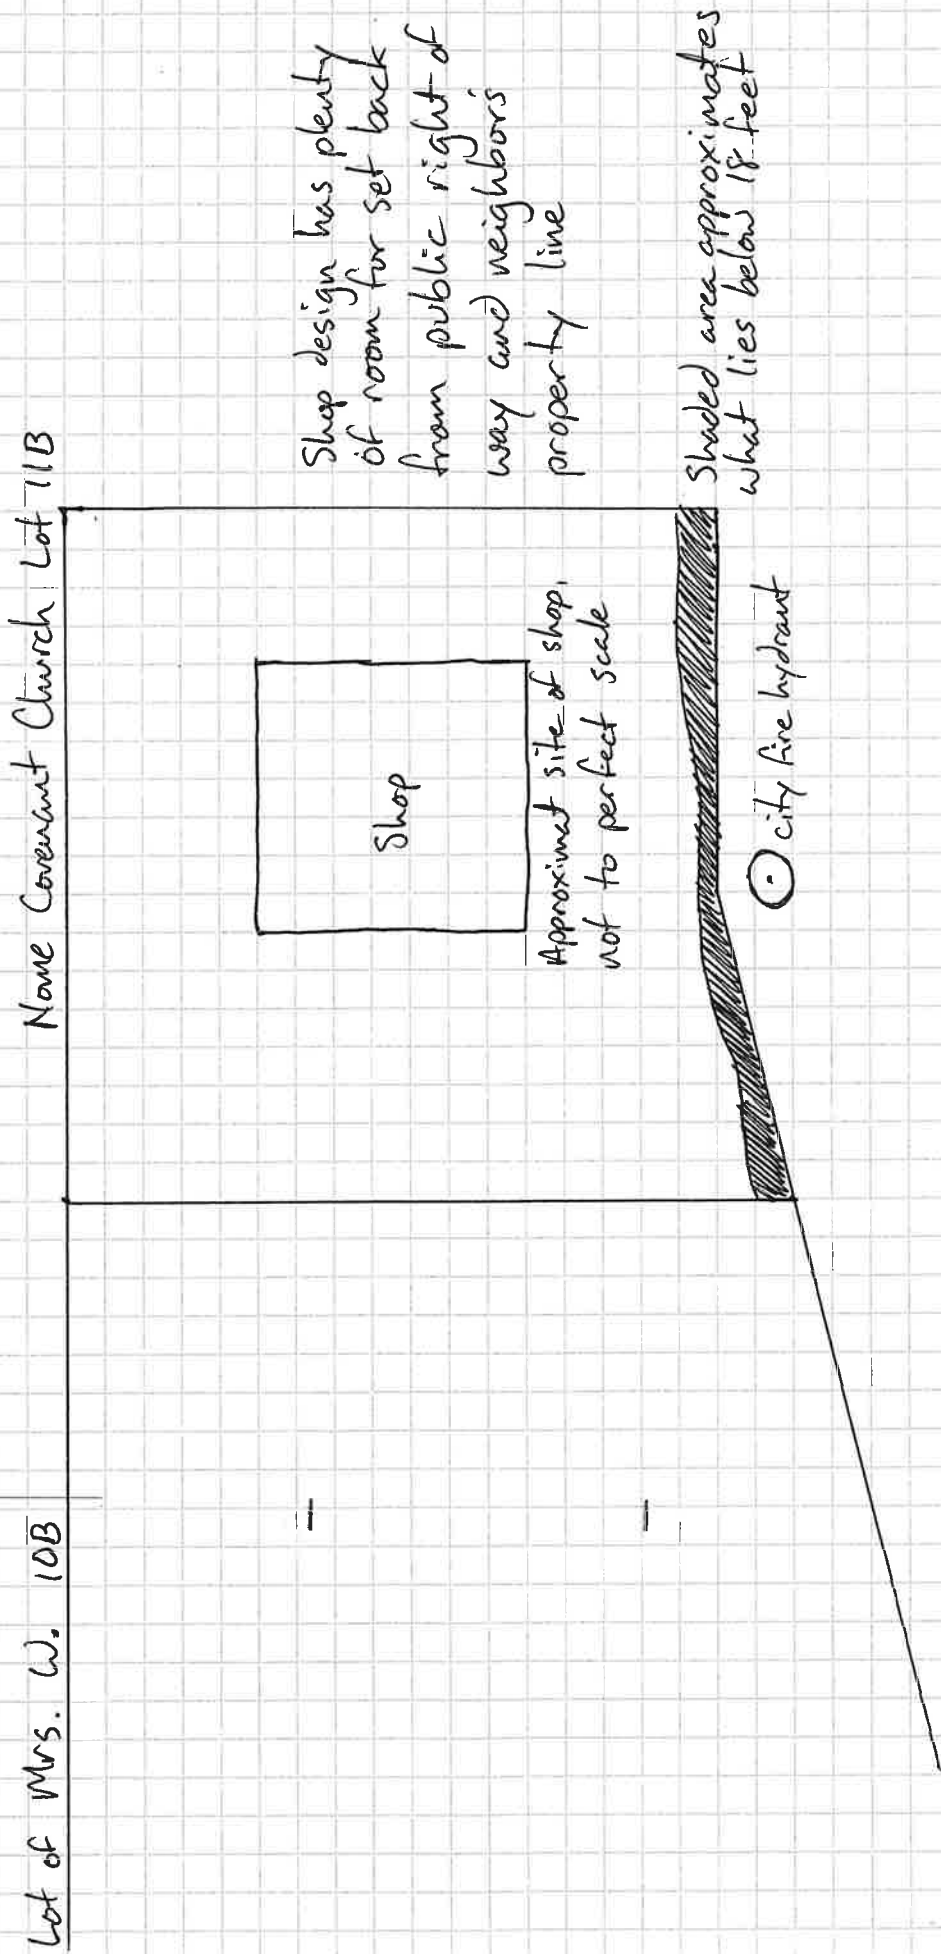 Lot of Mrs. W. 10B
Nome Covenant Church Lot 11B
Shop design has plenty
of room for set back
from public right of
way and neighbors
property line
Shop
Approximat site of shop,
not to perfect scale
Shaded area approximates
what lies below 18 feet
city fire hydrant